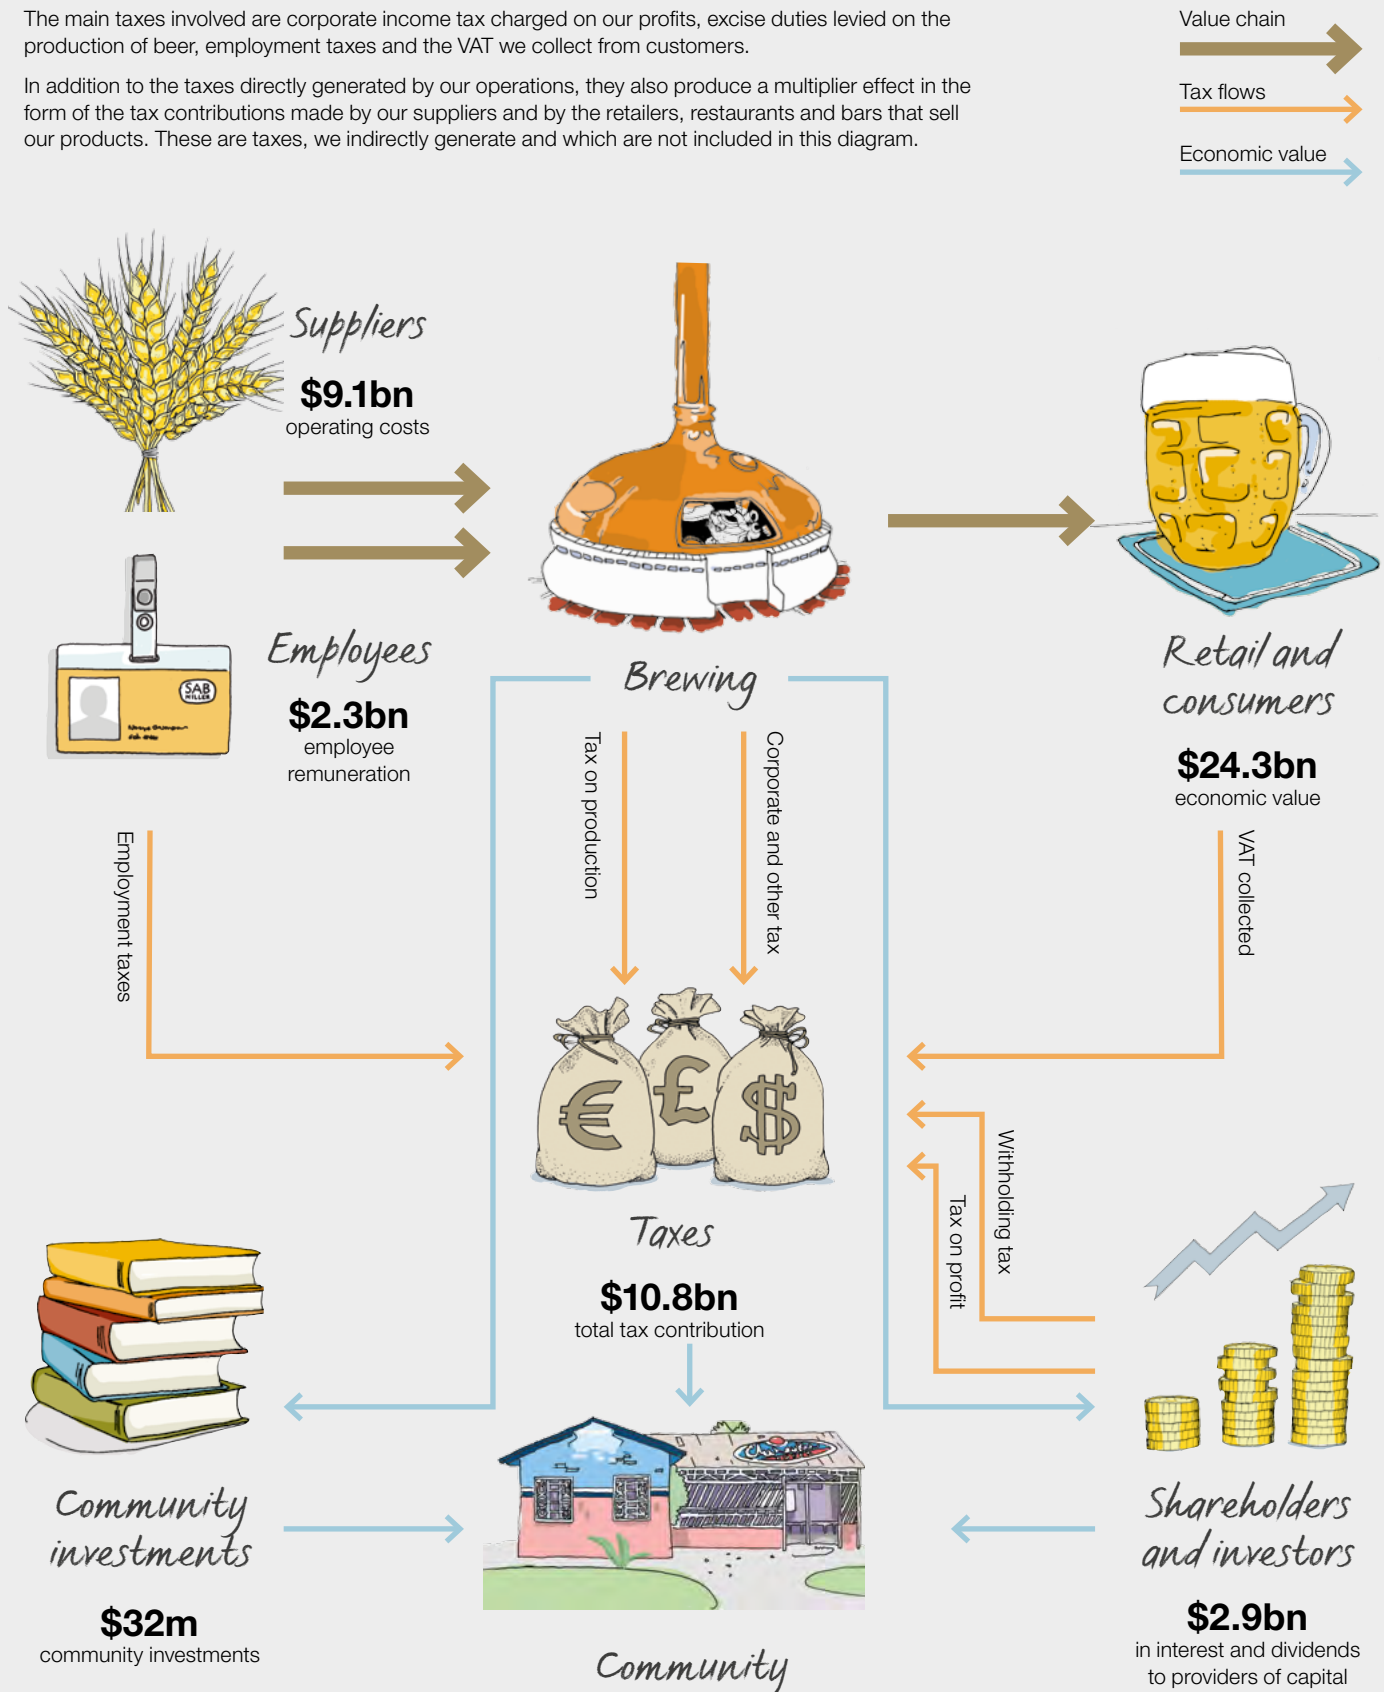 The main taxes involved are corporate income tax charged on our profits, excise duties levied on the
production of beer, employment taxes and the VAT we collect from customers.
In addition to the taxes directly generated by our operations, they also produce a multiplier effect in the
form of the tax contributions made by our suppliers and by the retailers, restaurants and bars that sell
our products. These are taxes, we indirectly generate and which are not included in this diagram.
Value chain
Tax flows
Economic value
Suppliers
$9.1bn
operating costs
SAB
MILLER
Employees
$2.3bn
employee
remuneration
Brewing
Retail and
consumers
$24.3bn
economic value
Employment taxes
Tax on production
Corporate and other tax
VAT collected
€
£
$
Withholding tax
Tax on profit
Taxes
$10.8bn
total tax contribution
Community
investments
$32m
community investments
Community
Shareholders
and investors
$2.9bn
in interest and dividends
to providers of capital